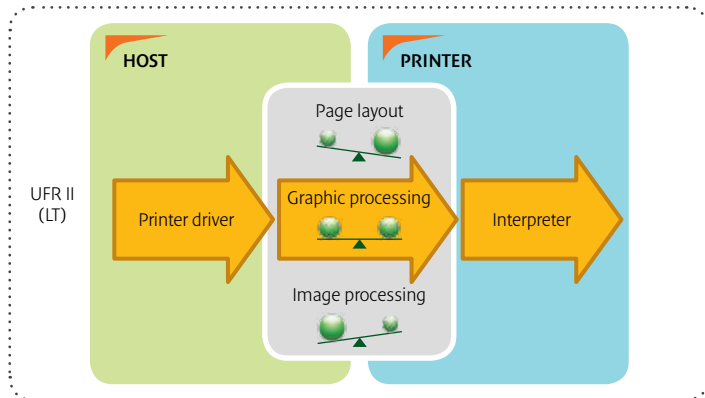 HOST
PRINTER
Page layout
UFR II
(LT)
Printer driver
Graphic processing
Interpreter
Image processing